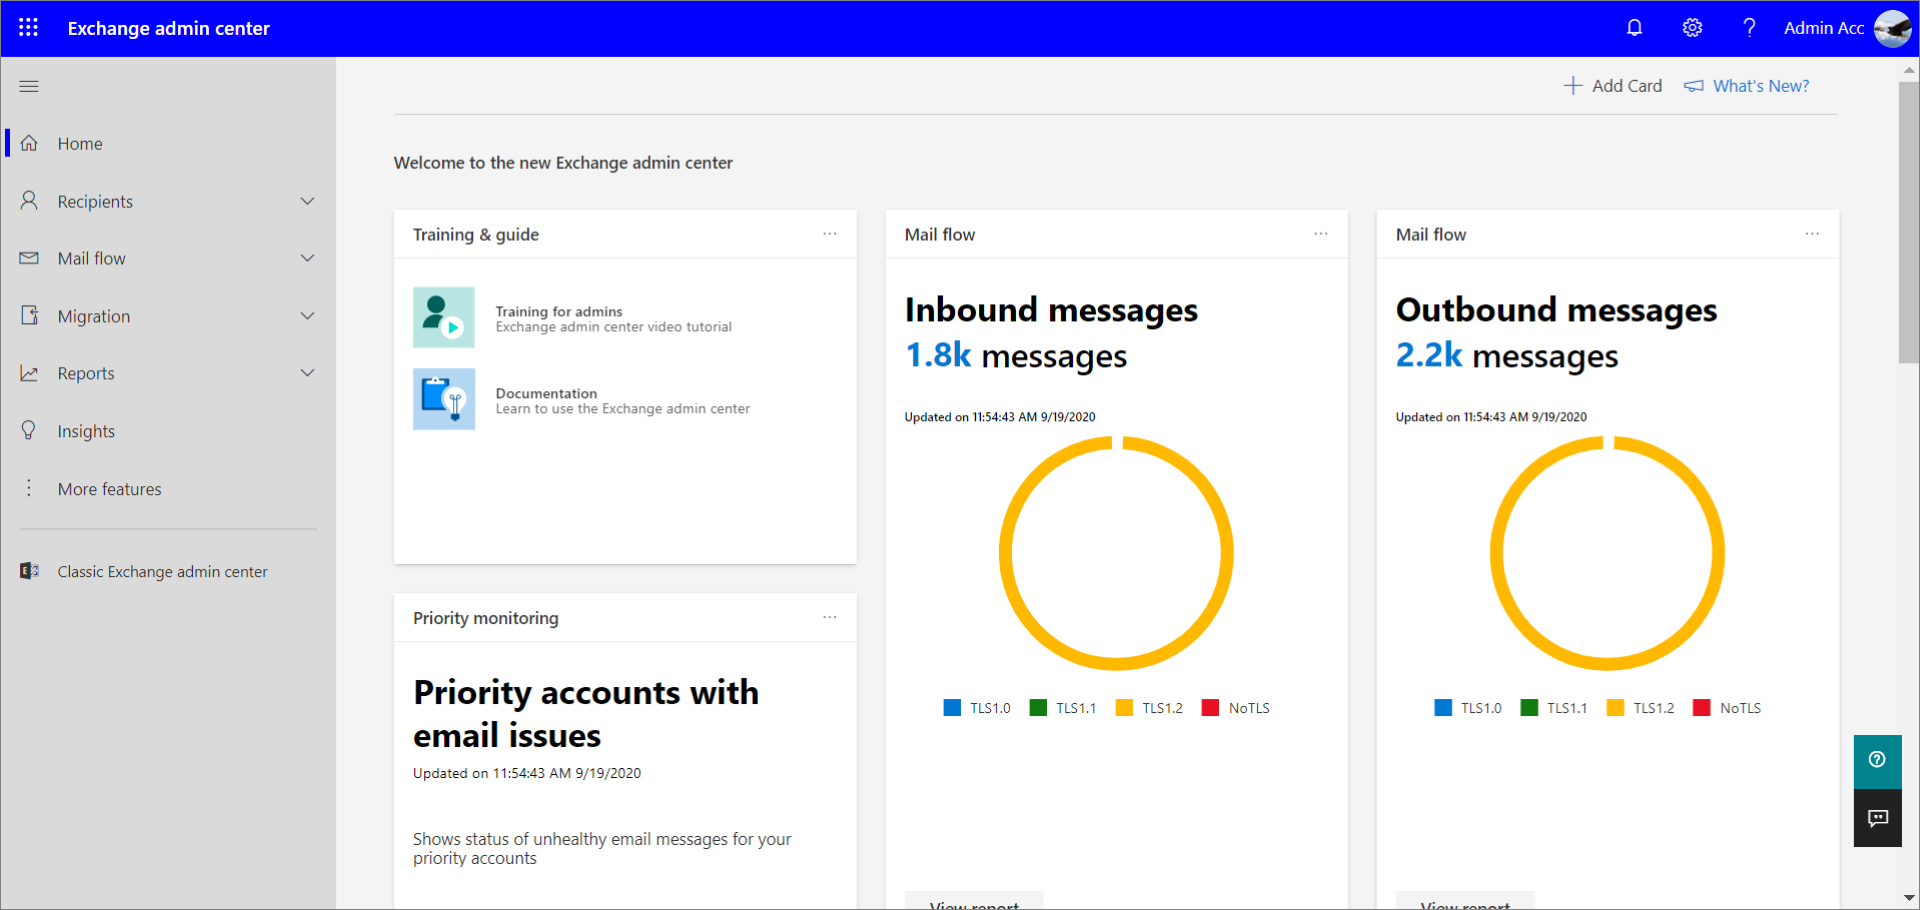 Exchange admin center
Admin Acc
Add Card
What's New?
Home
Recipients
Mail flow
Migration
Reports
Insights
More features
Classic Exchange admin center
Welcome to the new Exchange admin center
Training & guide
Training for admins
Exchange admin center video tutorial
Documentation
Learn to use the Exchange admin center
Priority monitoring
Priority accounts with
email issues
Updated on 11:54:43 AM 9/19/2020
Shows status of unhealthy email messages for your
priority accounts
Mail flow
Inbound messages
1.8k messages
Updated on 11:54:43 AM 9/19/2020
TLS1.0 TLS1.1 TLS1.2 NoTLS
View report
Mail flow
Outbound messages
2.2k messages
Updated on 11:54:43 AM 9/19/2020
TLS1.0 TLS1.1 TLS1.2 NoTLS
View report